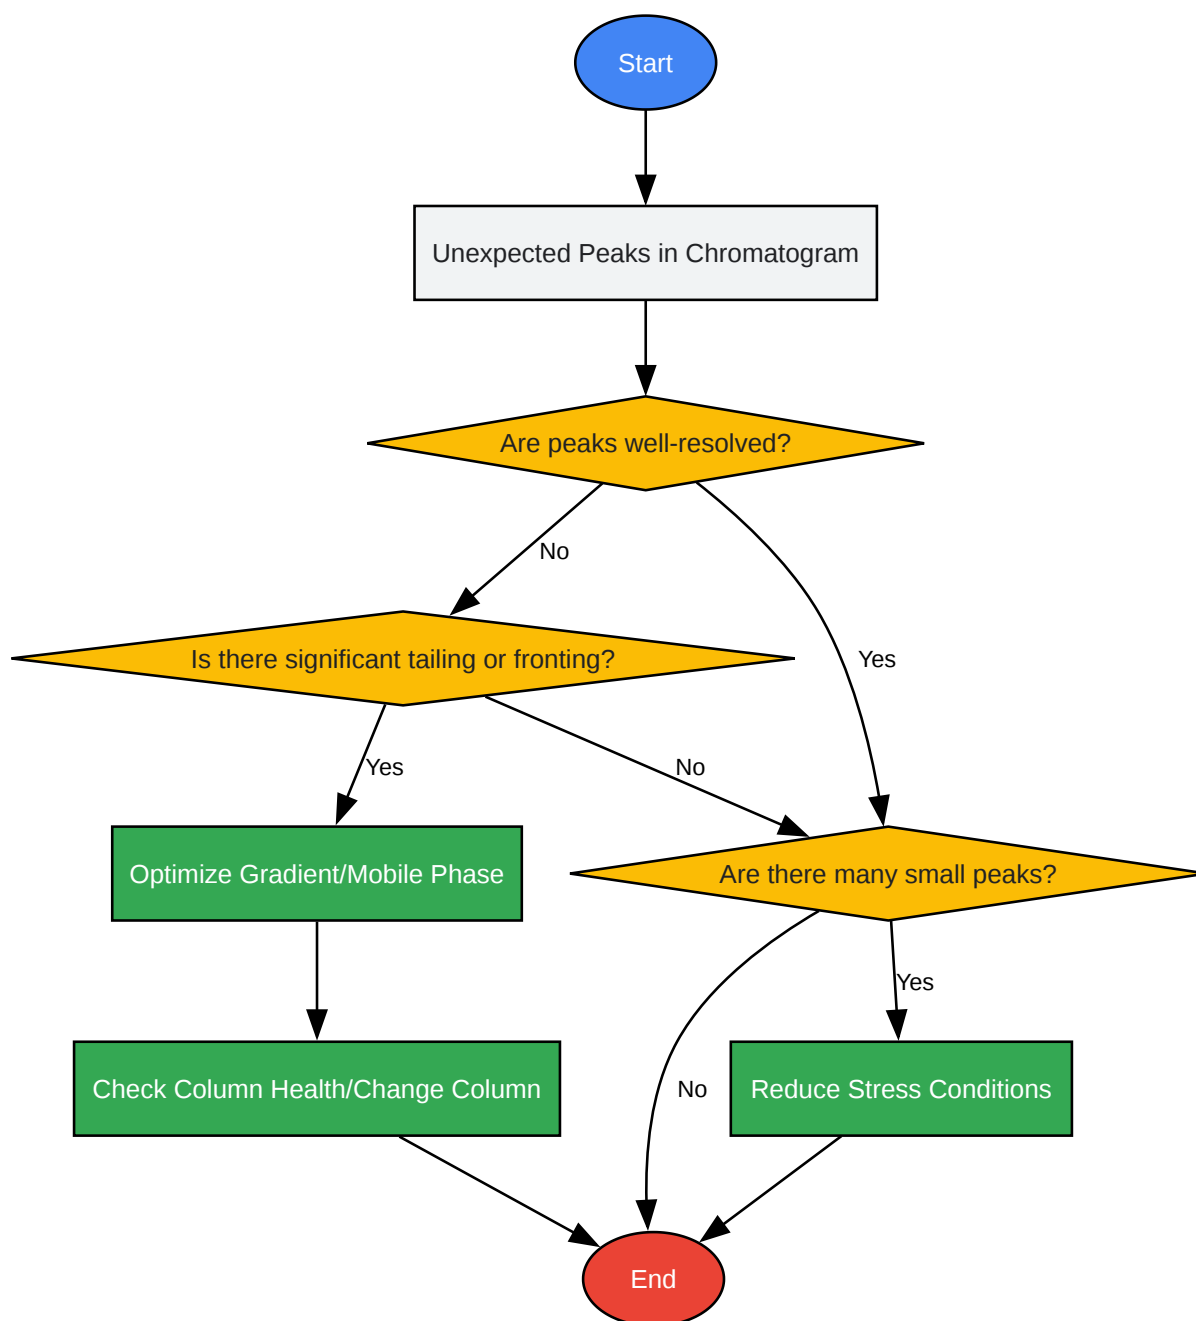 Start
Unexpected Peaks in Chromatogram
Are peaks well-resolved?
No
Yes
Is there significant tailing or fronting?
Yes
No
Optimize Gradient/Mobile Phase
Are there many small peaks?
Yes
No
Check Column Health/Change Column
Reduce Stress Conditions
End